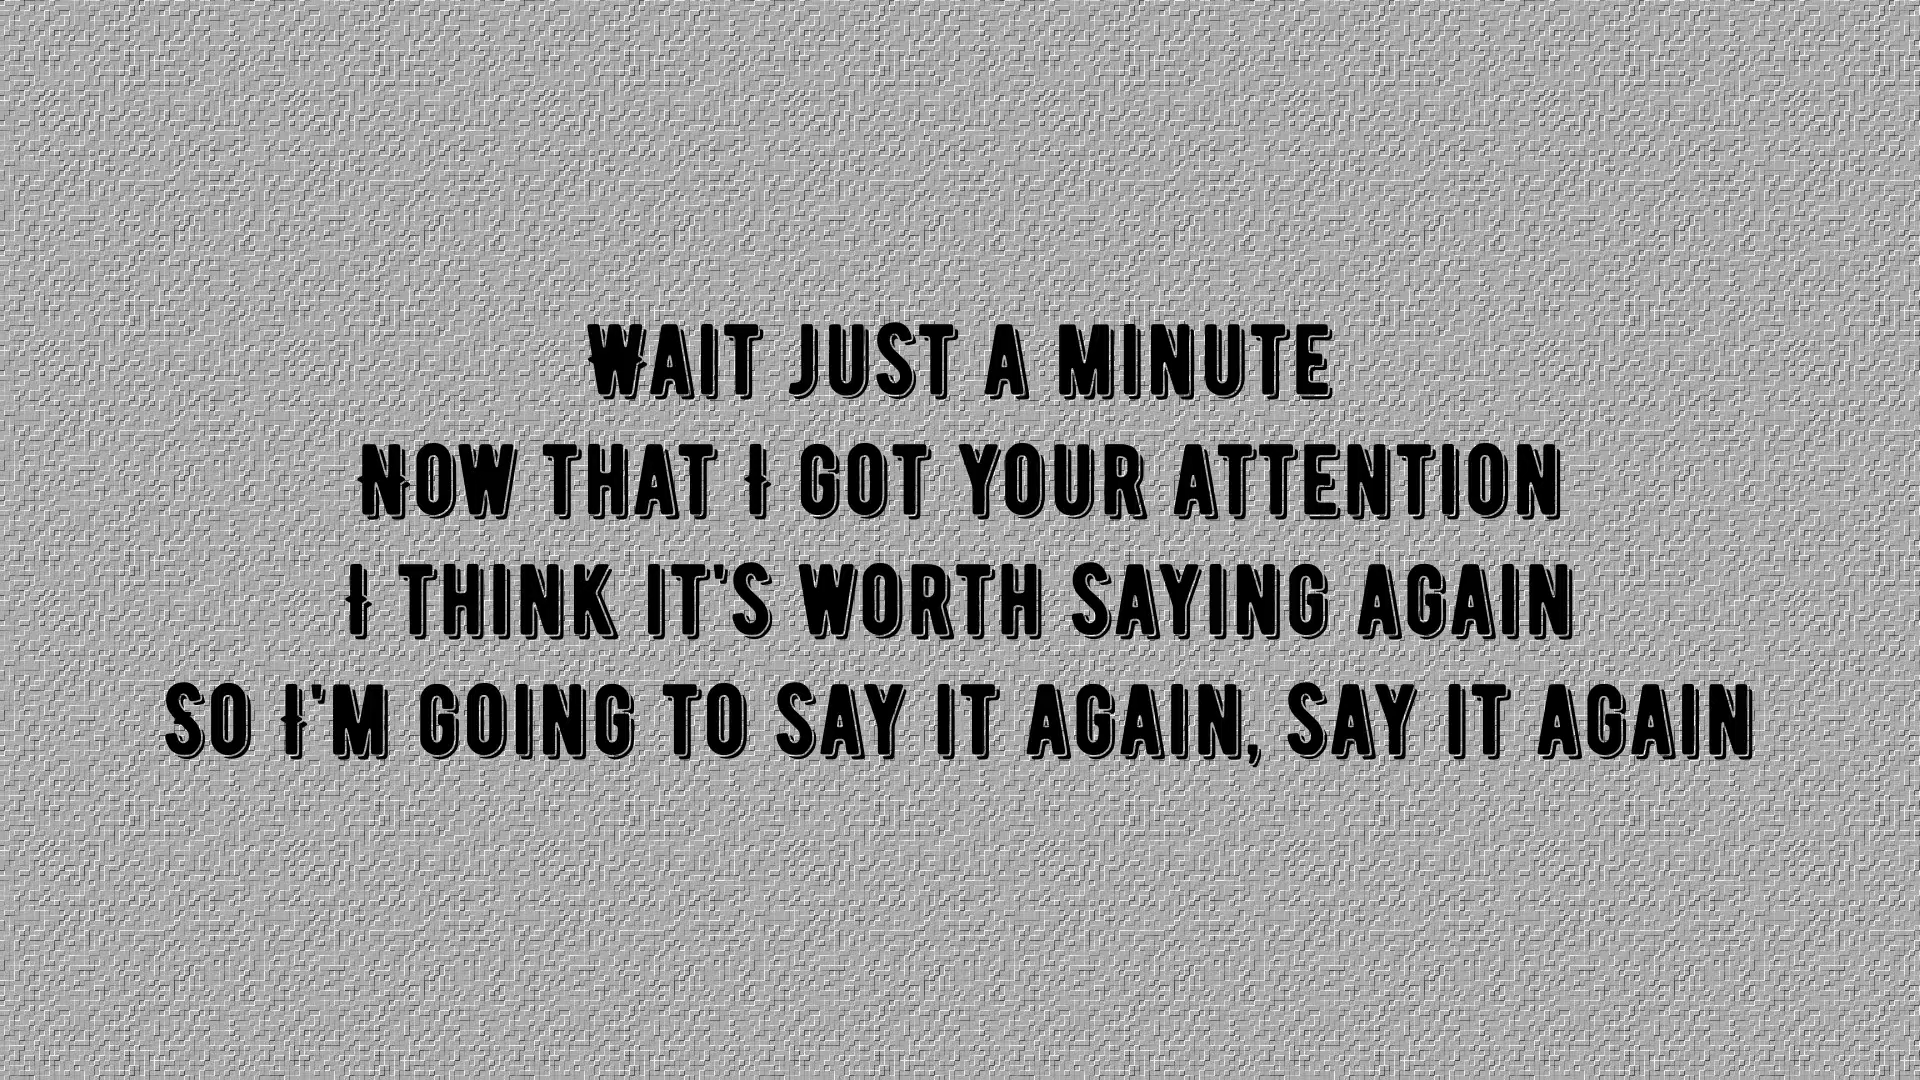 WAIT JUST A MINUTE
NOW THAT I GOT YOUR ATTENTION
I THINK IT'S WORTH SAYING AGAIN
SO I'M GOING TO SAY IT AGAIN, SAY IT AGAIN